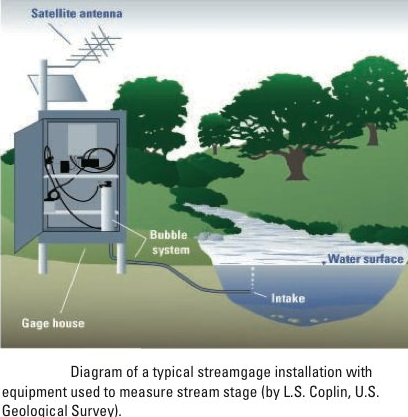 Satellite antenna
Bubble
system
Water surface
Intake
Gage house
Diagram of a typical streamgage installation with
equipment used to measure stream stage (by L.S. Coplin, U.S.
Geological Survey).